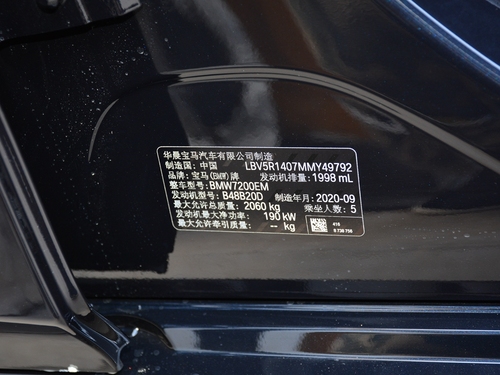 华晨宝马汽车有限公司制造
制造国: 中国 LBV5R1407MMY49792
品牌: 宝马(BMW)牌 发动机排量: 1998 mL
整车型号: BMW7200EM
发动机型号: B48B20D 制造年月: 2020-09
最大允许总质量: 2060 kg 乘坐人数: 5
发动机最大净功率: 190 kW
最大允许牵引质量: -- kg